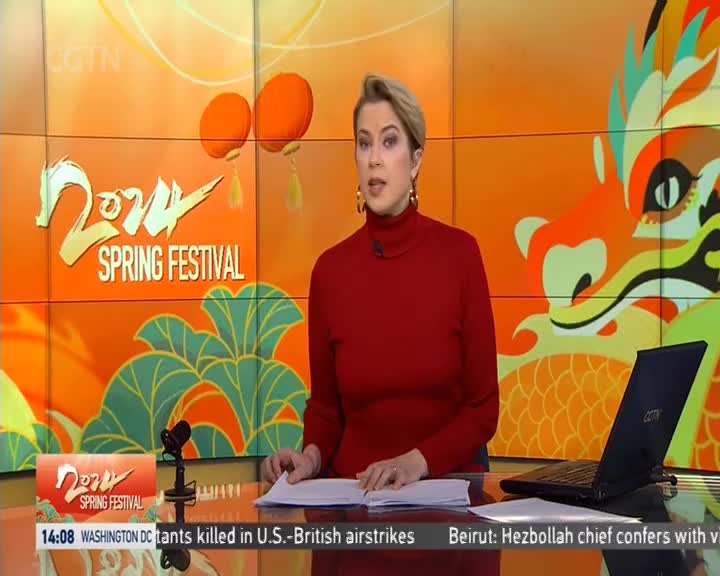 CGTN
2024
SPRING FESTIVAL
CGTN
2024
SPRING FESTIVAL
14:08 WASHINGTON DC tants killed in U.S.-British airstrikes Beirut: Hezbollah chief confers with v